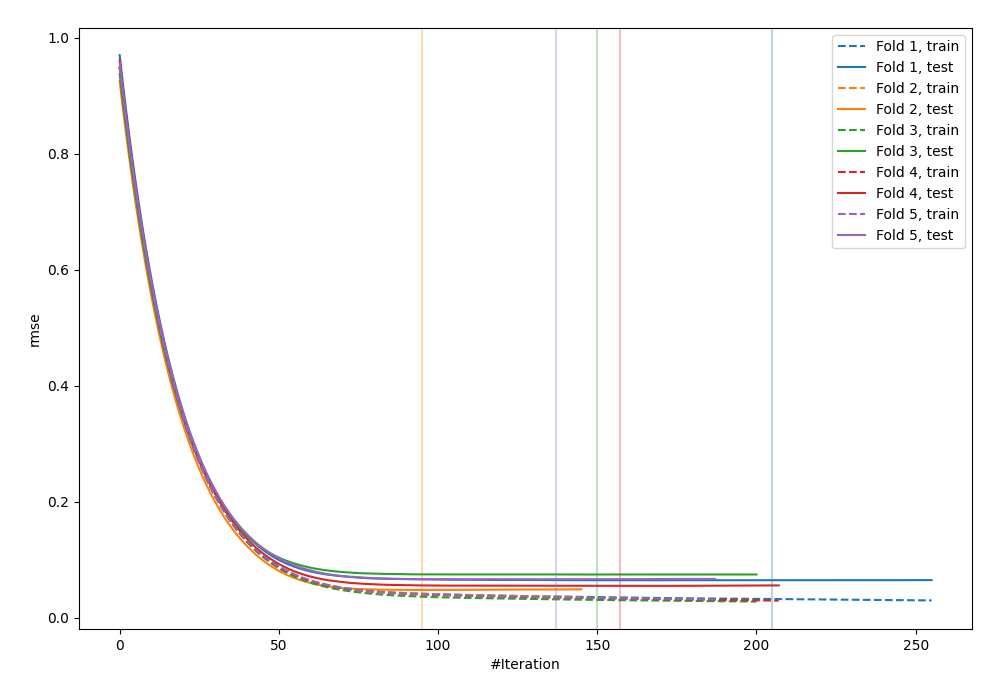 1.0
0.8
0.6
0.4
0.2
0.0
rmse
0
50
100
150
200
250
#Iteration
Fold 1, train
Fold 1, test
Fold 2, train
Fold 2, test
Fold 3, train
Fold 3, test
Fold 4, train
Fold 4, test
Fold 5, train
Fold 5, test